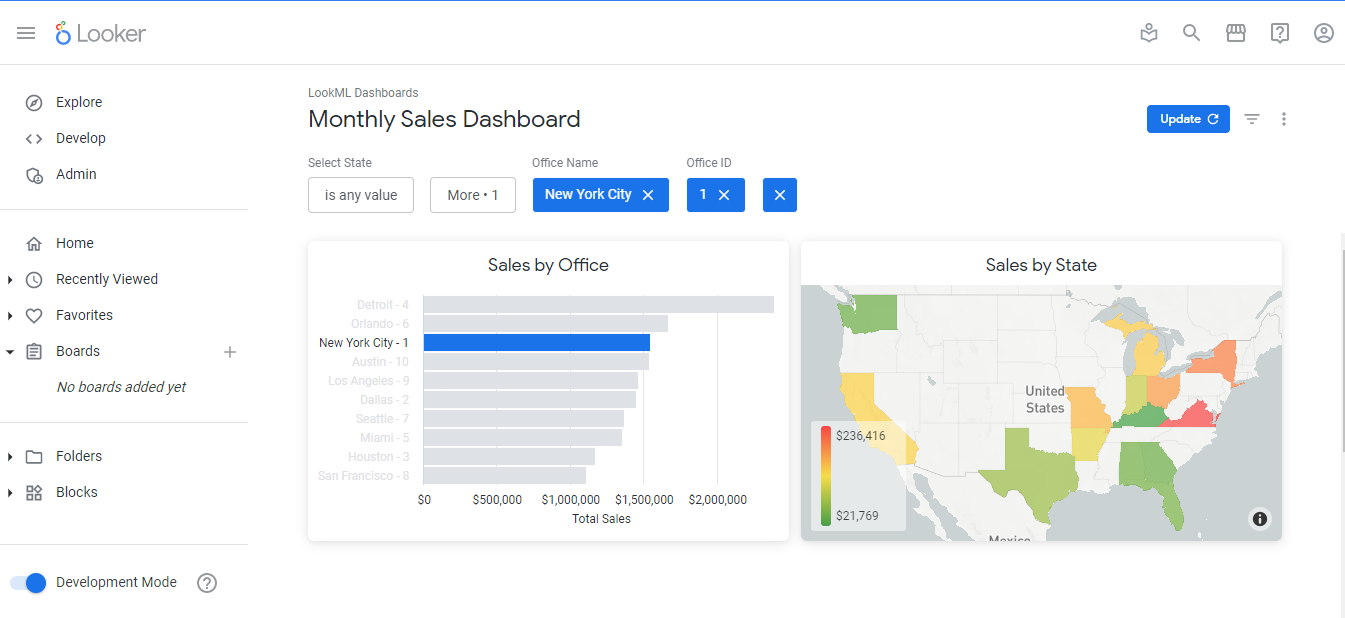 Looker
Explore
Develop
Admin
Home
Recently Viewed
Favorites
Boards
No boards added yet
Folders
Blocks
Development Mode
LookML Dashboards
Monthly Sales Dashboard
Update
Select State
Office Name
Office ID
is any value
More • 1
New York City
1
Sales by Office
Detroit - 4
Orlando - 6
New York City - 1
Austin - 10
Los Angeles - 9
Dallas - 2
Seattle - 7
Miami - 5
Houston - 3
San Francisco - 8
$0 $500,000 $1,000,000 $1,500,000 $2,000,000
Total Sales
Sales by State
United
States
$236,416
$21,769
Mexico